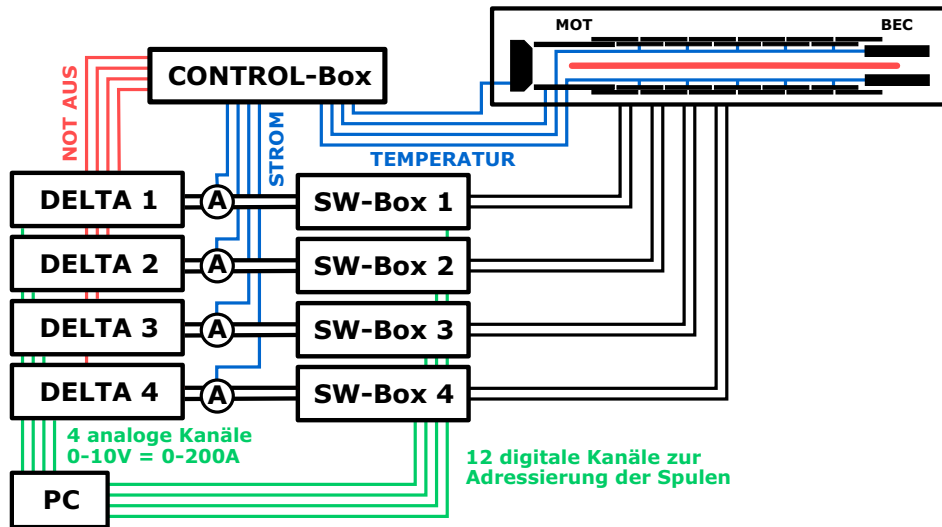 MOT
BEC
CONTROL-Box
NOT AUS
STROM
TEMPERATUR
DELTA 1
A
SW-Box 1
DELTA 2
A
SW-Box 2
DELTA 3
A
SW-Box 3
DELTA 4
A
SW-Box 4
4 analoge Kanäle
0-10V = 0-200A
12 digitale Kanäle zur
Adressierung der Spulen
PC